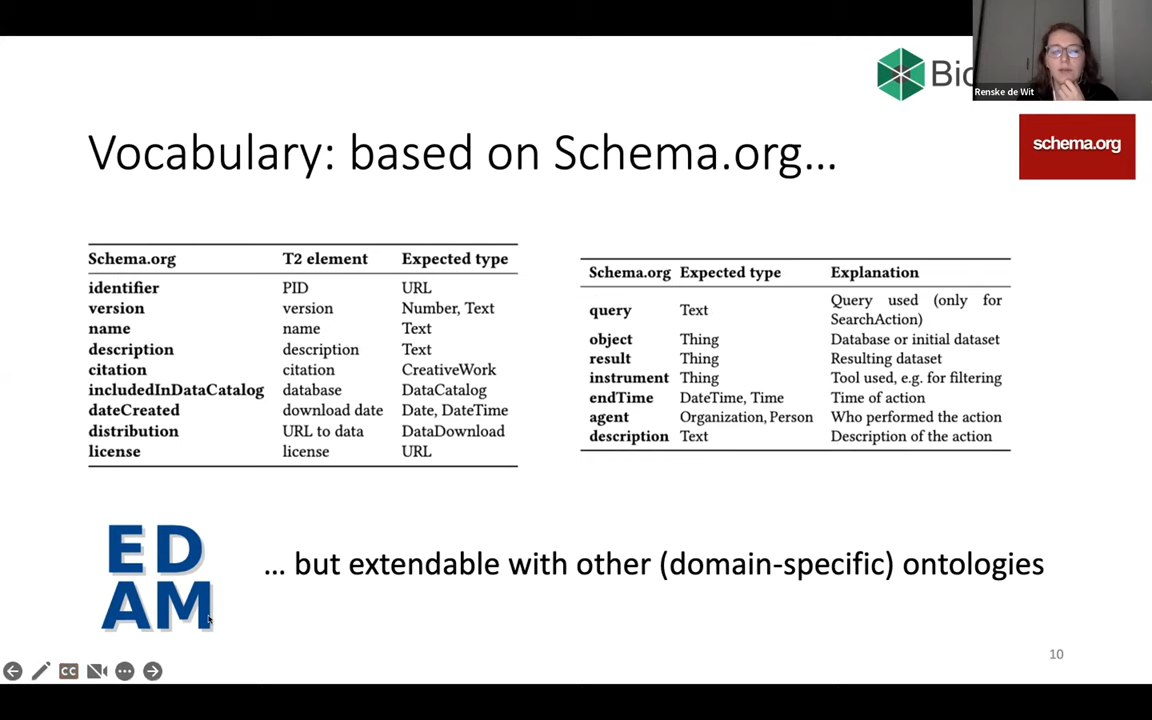 Bio
Renske de Wit
schema.org
Vocabulary: based on Schema.org...
Schema.org T2 element Expected type
identifier PID URL
version version Number, Text
name name Text
description description Text
citation citation CreativeWork
includedInDataCatalog database DataCatalog
dateCreated download date Date, DateTime
distribution URL to data DataDownload
license license URL
Schema.org Expected type Explanation
query Text Query used (only for
SearchAction)
object Thing Database or initial dataset
result Thing Resulting dataset
instrument Thing Tool used, e.g. for filtering
endTime DateTime, Time Time of action
agent Organization, Person Who performed the action
description Text Description of the action
ED
AM
... but extendable with other (domain-specific) ontologies
10
CC